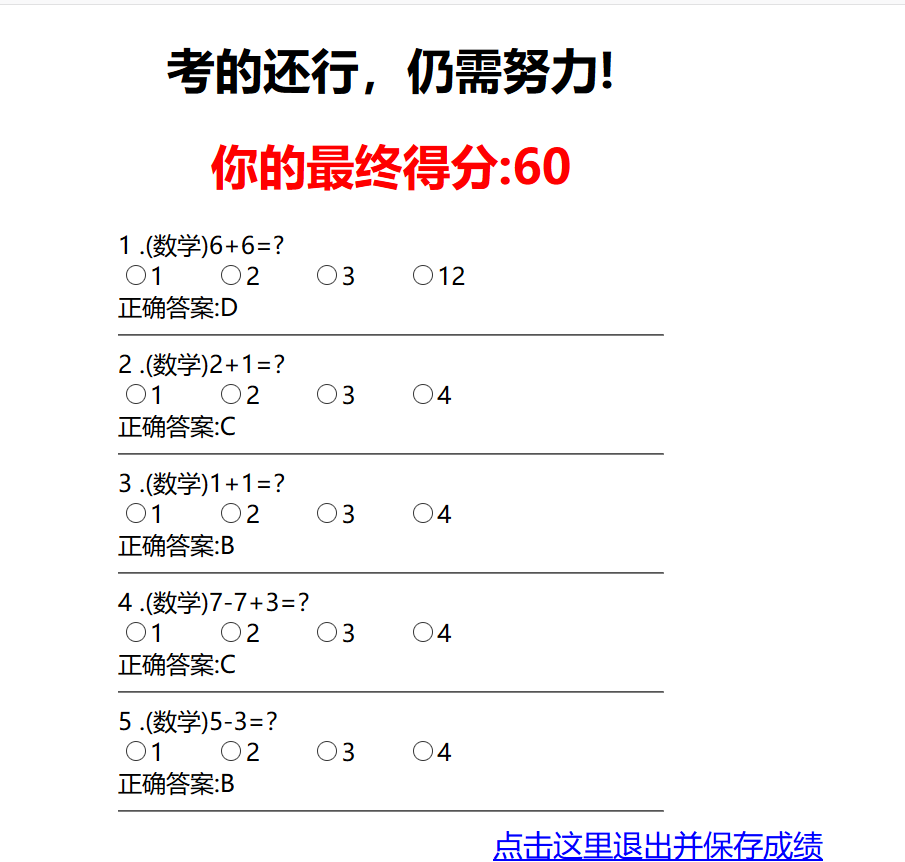 考的还行，仍需努力!
你的最终得分:60
1 .(数学)6+6=?
1 2 3 12
正确答案:D
2 .(数学)2+1=?
1 2 3 4
正确答案:C
3 .(数学)1+1=?
1 2 3 4
正确答案:B
4 .(数学)7-7+3=?
1 2 3 4
正确答案:C
5 .(数学)5-3=?
1 2 3 4
正确答案:B
点击这里退出并保存成绩